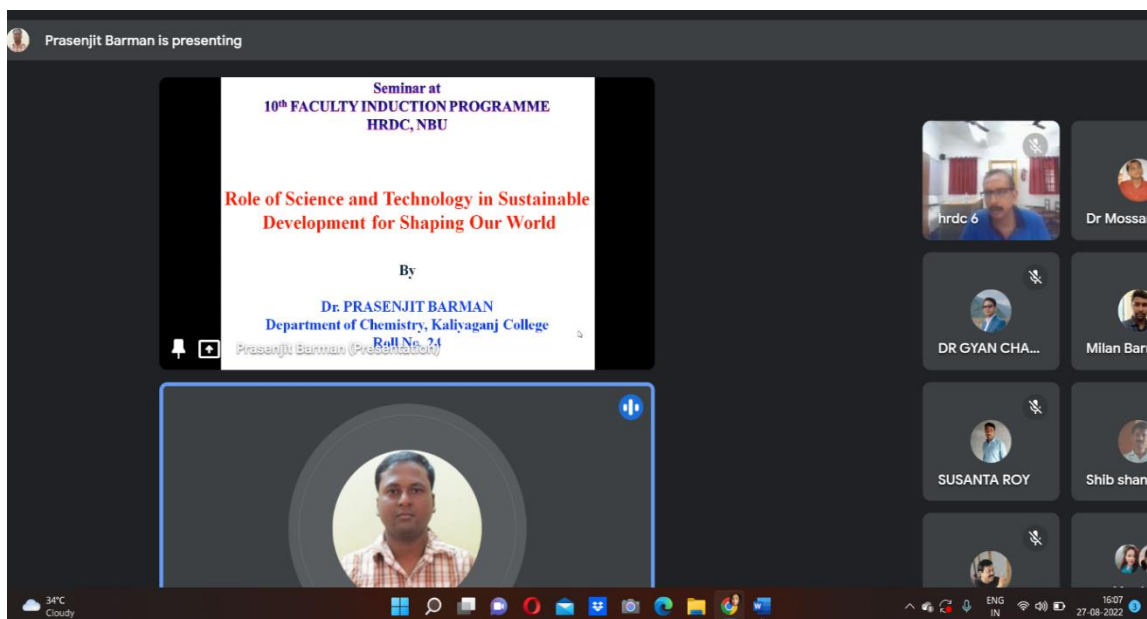 Prasenjit Barman is presenting
Seminar at
10th FACULTY INDUCTION PROGRAMME
HRDC, NBU
Role of Science and Technology in Sustainable
Development for Shaping Our World
By
Dr. PRASENJIT BARMAN
Department of Chemistry, Kaliyaganj College
Roll No.
Prasenjit Barman (Presentation)
hrdc 6
Dr Mossa
DR GYAN CHA...
Milan Bar
SUSANTA ROY
Shib shan
34°C
Cloudy
ENG
IN
16:07
27-08-2022
3